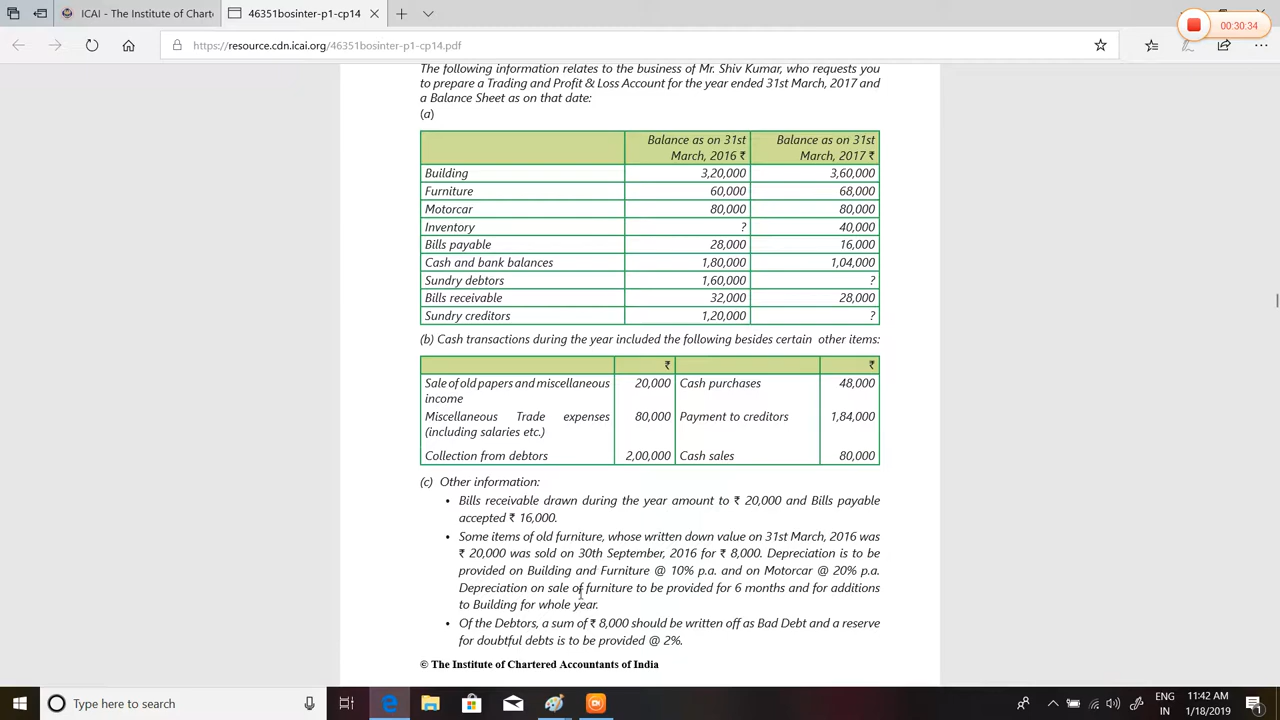 ICAI - The Institute of Chartere
46351bosinter-p1-cp14
00:30:34
https://resource.cdn.icai.org/46351bosinter-p1-cp14.pdf
The following information relates to the business of Mr. Shiv Kumar, who requests you
to prepare a Trading and Profit & Loss Account for the year ended 31st March, 2017 and
a Balance Sheet as on that date:
(a)
Balance as on 31st March, 2016 ₹ Balance as on 31st March, 2017 ₹
Building 3,20,000 3,60,000
Furniture 60,000 68,000
Motorcar 80,000 80,000
Inventory ? 40,000
Bills payable 28,000 16,000
Cash and bank balances 1,80,000 1,04,000
Sundry debtors 1,60,000 ?
Bills receivable 32,000 28,000
Sundry creditors 1,20,000 ?
(b) Cash transactions during the year included the following besides certain other items:
₹ ₹
Sale of old papers and miscellaneous income 20,000 Cash purchases 48,000
Miscellaneous Trade expenses (including salaries etc.) 80,000 Payment to creditors 1,84,000
Collection from debtors 2,00,000 Cash sales 80,000
(c) Other information:
• Bills receivable drawn during the year amount to ₹ 20,000 and Bills payable
accepted ₹ 16,000.
• Some items of old furniture, whose written down value on 31st March, 2016 was
₹ 20,000 was sold on 30th September, 2016 for ₹ 8,000. Depreciation is to be
provided on Building and Furniture @ 10% p.a. and on Motorcar @ 20% p.a.
Depreciation on sale of furniture to be provided for 6 months and for additions
to Building for whole year.
• Of the Debtors, a sum of ₹ 8,000 should be written off as Bad Debt and a reserve
for doubtful debts is to be provided @ 2%.
© The Institute of Chartered Accountants of India
Type here to search
ENG
IN
11:42 AM
1/18/2019